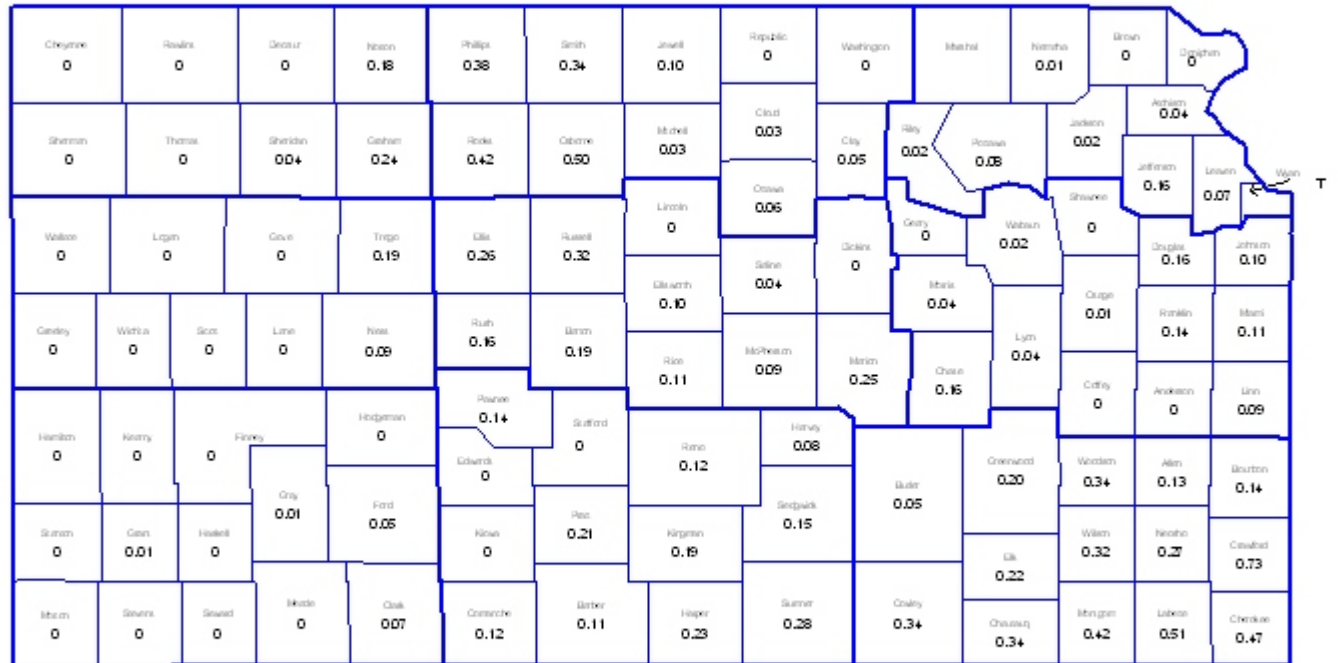 Cheyenne Rawlins Decatur Norton Phillips Smith Jewell Republic Washington Marshall Nemaha Brown Doniphan
0 0 0 0.18 0.38 0.34 0.10 0 0 0.01 0 0
Sherman Thomas Sheridan Graham Rooks Osborne Mitchell Cloud Clay Riley Pottawa Jackson Atchison
0 0 0.04 0.24 0.42 0.50 0.03 0.03 0.05 0.02 0.08 0.02 0.04
Jefferson Leaven Wyan
0.16 0.07 T
Ottawa
0.06
Wallace Logan Gove Trego Ellis Russell Lincoln Saline Dickins Geary Wabaun Shawnee Douglas Johnson
0 0 0 0.19 0.26 0.32 0 0.04 0 0 0.02 0 0.16 0.10
Greeley Wichita Scott Lane Ness Rush Barton Ellsworth Morris Osage Franklin Miami
0 0 0 0 0.09 0.16 0.19 0.10 0.04 0.01 0.14 0.11
Rice McPherson Marion Chase Lyon Coffey Anderson Linn
0.11 0.09 0.25 0.16 0.04 0 0 0.09
Hamilton Kearny Finney Hodgeman Pawnee Stafford Reno Harvey
0 0 0 0 0.14 0 0.12 0.08
Edwards Butler Greenwood Woodson Allen Bourbon
0 0.05 0.20 0.34 0.13 0.14
Gray Ford Pratt Sedgwick
0.01 0.05 0.21 0.15
Stanton Grant Haskell Kiowa Kingman Elk Wilson Neosho Crawford
0 0.01 0 0 0.19 0.22 0.32 0.27 0.73
Morton Stevens Seward Meade Clark Comanche Barber Harper Sumner Cowley Chautauq Montgom Labette Cherokee
0 0 0 0 0.07 0.12 0.11 0.23 0.28 0.34 0.34 0.42 0.51 0.47